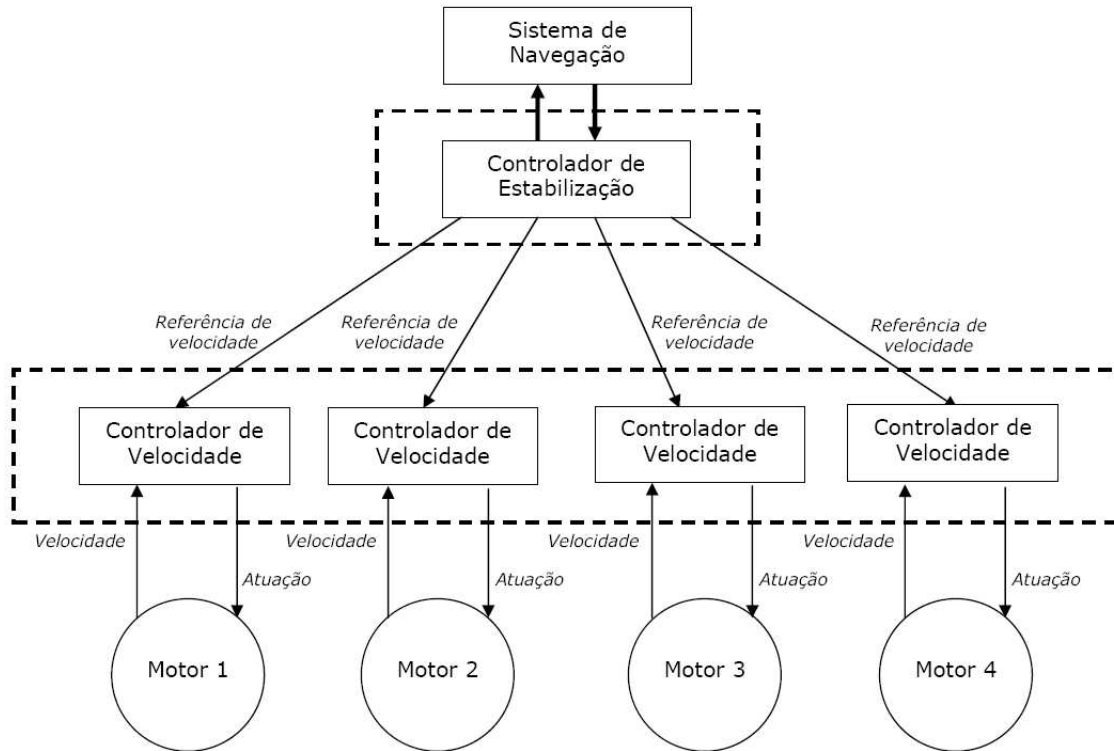 Sistema de
Navegação
Controlador de
Estabilização
Referência de
velocidade
Referência de
velocidade
Referência de
velocidade
Referência de
velocidade
Controlador de
Velocidade
Controlador de
Velocidade
Controlador de
Velocidade
Controlador de
Velocidade
Velocidade
Atuação
Velocidade
Atuação
Velocidade
Atuação
Velocidade
Atuação
Motor 1
Motor 2
Motor 3
Motor 4